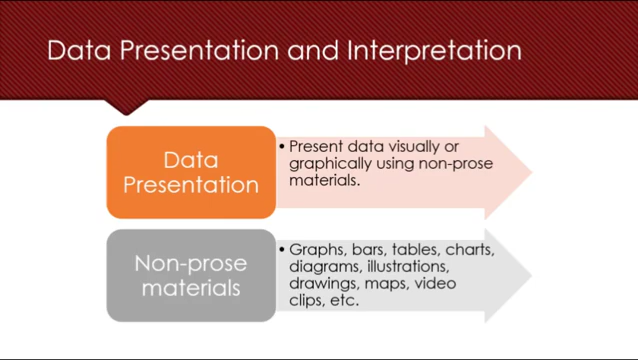 Data Presentation and Interpretation
Data
Presentation
• Present data visually or
graphically using non-prose
materials.
Non-prose
materials
• Graphs, bars, tables, charts,
diagrams, illustrations,
drawings, maps, video
clips, etc.